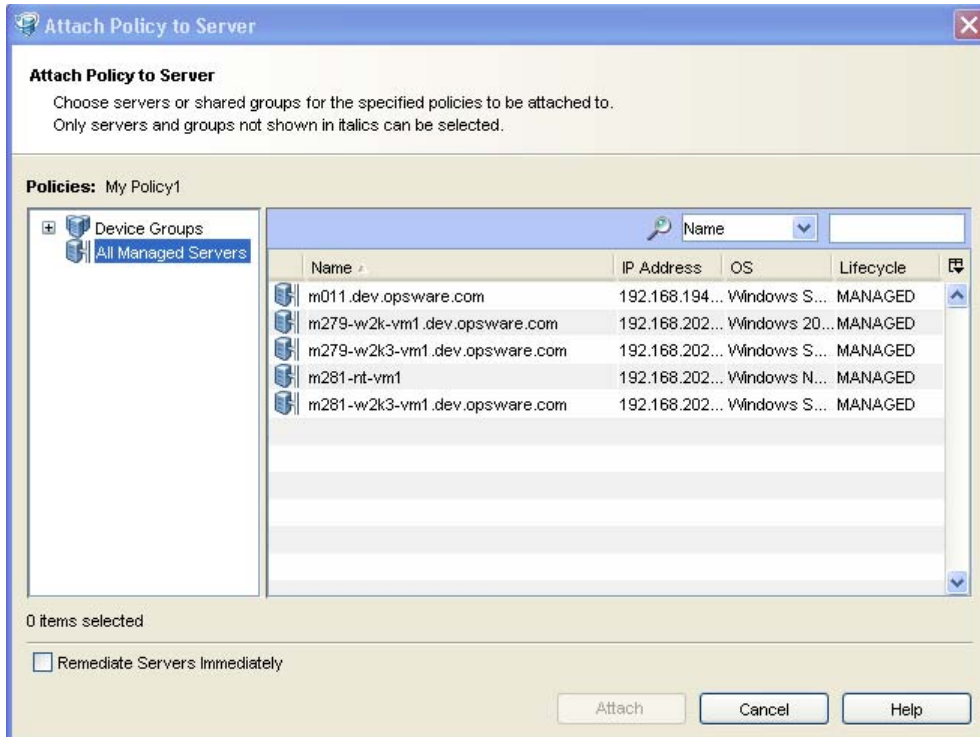 Attach Policy to Server
Attach Policy to Server
Choose servers or shared groups for the specified policies to be attached to.
Only servers and groups not shown in italics can be selected.
Policies: My Policy1
Device Groups
All Managed Servers
Name
Name IP Address OS Lifecycle
m011.dev.opsware.com 192.168.194... Windows S... MANAGED
m279-w2k-vm1.dev.opsware.com 192.168.202... Windows 20... MANAGED
m279-w2k3-vm1.dev.opsware.com 192.168.202... Windows S... MANAGED
m281-nt-vm1 192.168.202... Windows N... MANAGED
m281-w2k3-vm1.dev.opsware.com 192.168.202... Windows S... MANAGED
0 items selected
Remediate Servers Immediately
Attach Cancel Help